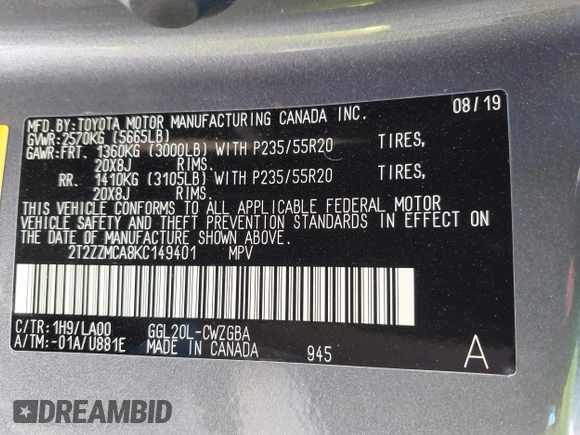 MFD.BY:TOYOTA MOTOR MANUFACTURING CANADA INC. 08/19
GVWR:2570KG (5665LB)
GAWR:FRT. 1360KG (3000LB) WITH P235/55R20 TIRES,
20X8J RIMS.
RR. 1410KG (3105LB) WITH P235/55R20 TIRES,
20X8J RIMS.
THIS VEHICLE CONFORMS TO ALL APPLICABLE FEDERAL MOTOR
VEHICLE SAFETY AND THEFT PREVENTION STANDARDS IN EFFECT ON
THE DATE OF MANUFACTURE SHOWN ABOVE.
2T2ZZMCA8KC149401 MPV
C/TR:1H9/LA00 GGL20L-CWZGBA
A/TM:-01A/U881E MADE IN CANADA 945 A
DREAMBID